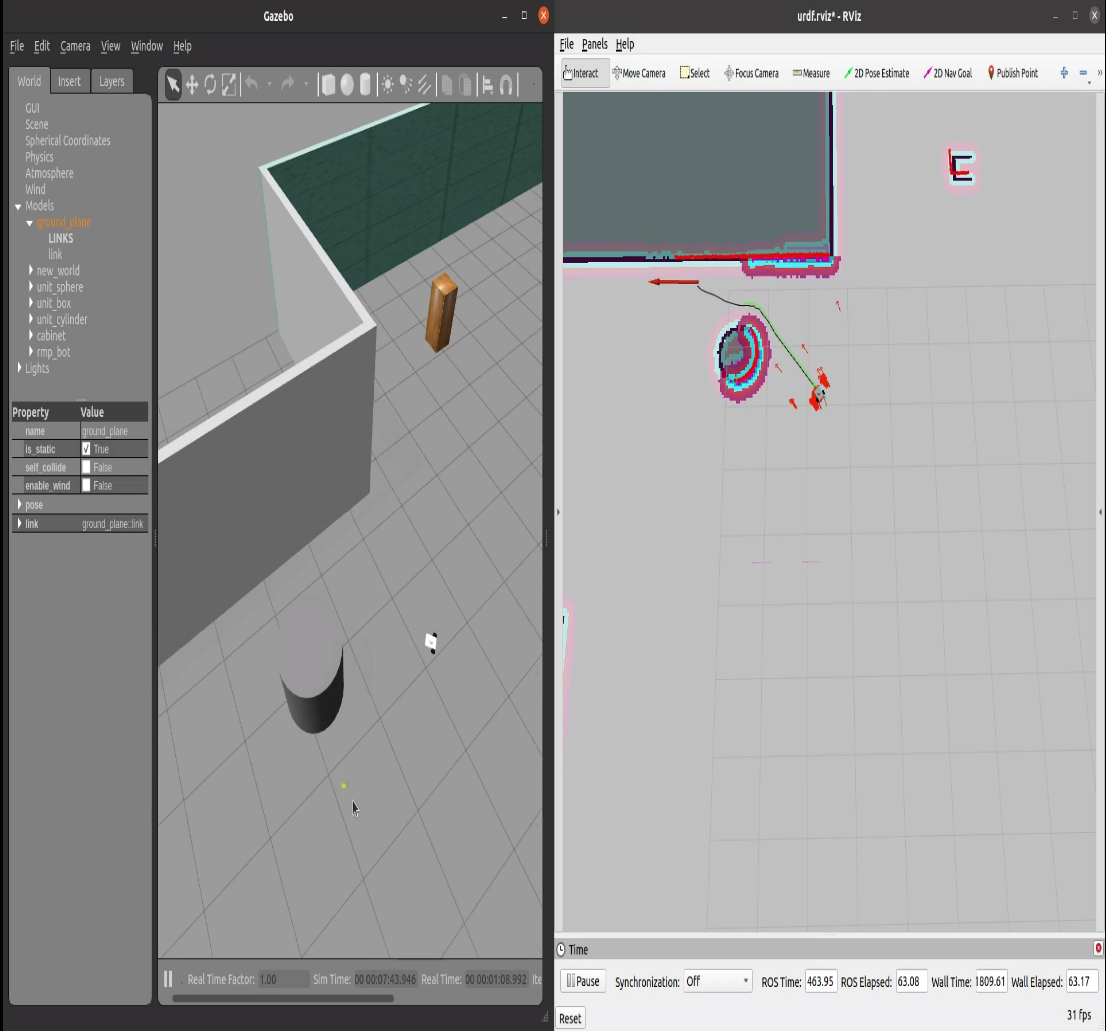 Gazebo
File Edit Camera View Window Help
World Insert Layers
GUI
Scene
Spherical Coordinates
Physics
Atmosphere
Wind
Models
ground_plane
LINKS
link
new_world
unit_sphere
unit_box
unit_cylinder
cabinet
rmp_bot
Lights
Property Value
name ground_plane
is_static True
self_collide False
enable_wind False
pose
link ground_plane::link
Real Time Factor: 1.00 Sim Time: 00 00:07:43.946 Real Time: 00 00:01:08.992 Ite
urdf.rviz* - RViz
File Panels Help
Interact Move Camera Select Focus Camera Measure 2D Pose Estimate 2D Nav Goal Publish Point
Time
Pause Synchronization: Off ROS Time: 463.95 ROS Elapsed: 63.08 Wall Time: 1809.61 Wall Elapsed: 63.17
Reset 31 fps